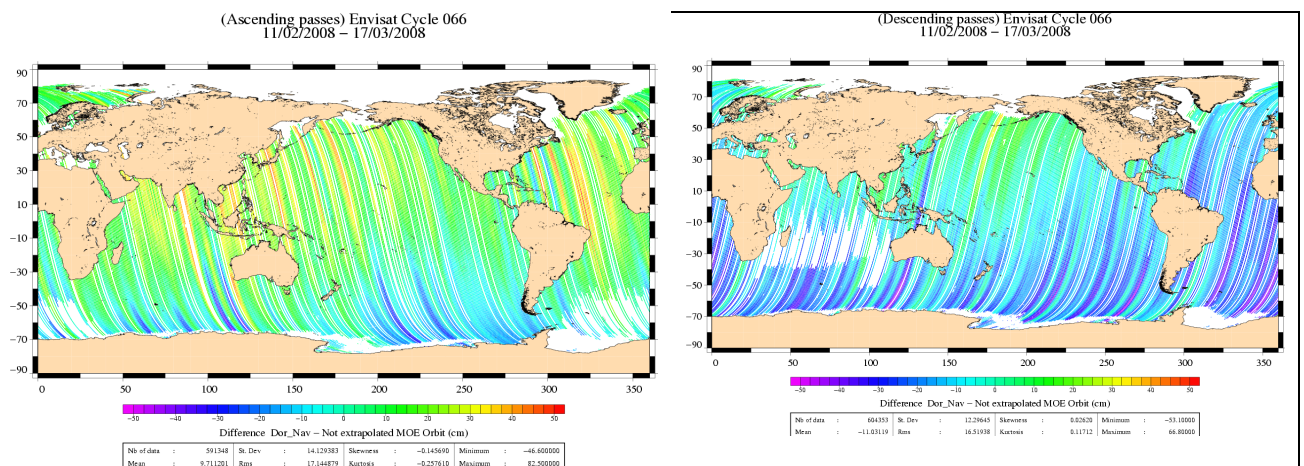 (Ascending passes) Envisat Cycle 066
11/02/2008 – 17/03/2008
90
70
50
30
10
−10
−30
−50
−70
−90
0 50 100 150 200 250 300 350
−50 −40 −30 −20 −10 0 10 20 30 40 50
Difference Dor_Nav – Not extrapolated MOE Orbit (cm)
Nb of data : 591348 St. Dev : 14.129383 Skewness : −0.145690 Minimum : −46.600000
Mean : 9.711201 Rms : 17.144879 Kurtosis : −0.257610 Maximum : 82.500000
(Descending passes) Envisat Cycle 066
11/02/2008 – 17/03/2008
90
70
50
30
10
−10
−30
−50
−70
−90
0 50 100 150 200 250 300 350
−50 −40 −30 −20 −10 0 10 20 30 40 50
Difference Dor_Nav – Not extrapolated MOE Orbit (cm)
Nb of data : 604353 St. Dev : 12.29645 Skewness : 0.02620 Minimum : −53.10000
Mean : −11.03119 Rms : 16.51938 Kurtosis : 0.11712 Maximum : 66.80000